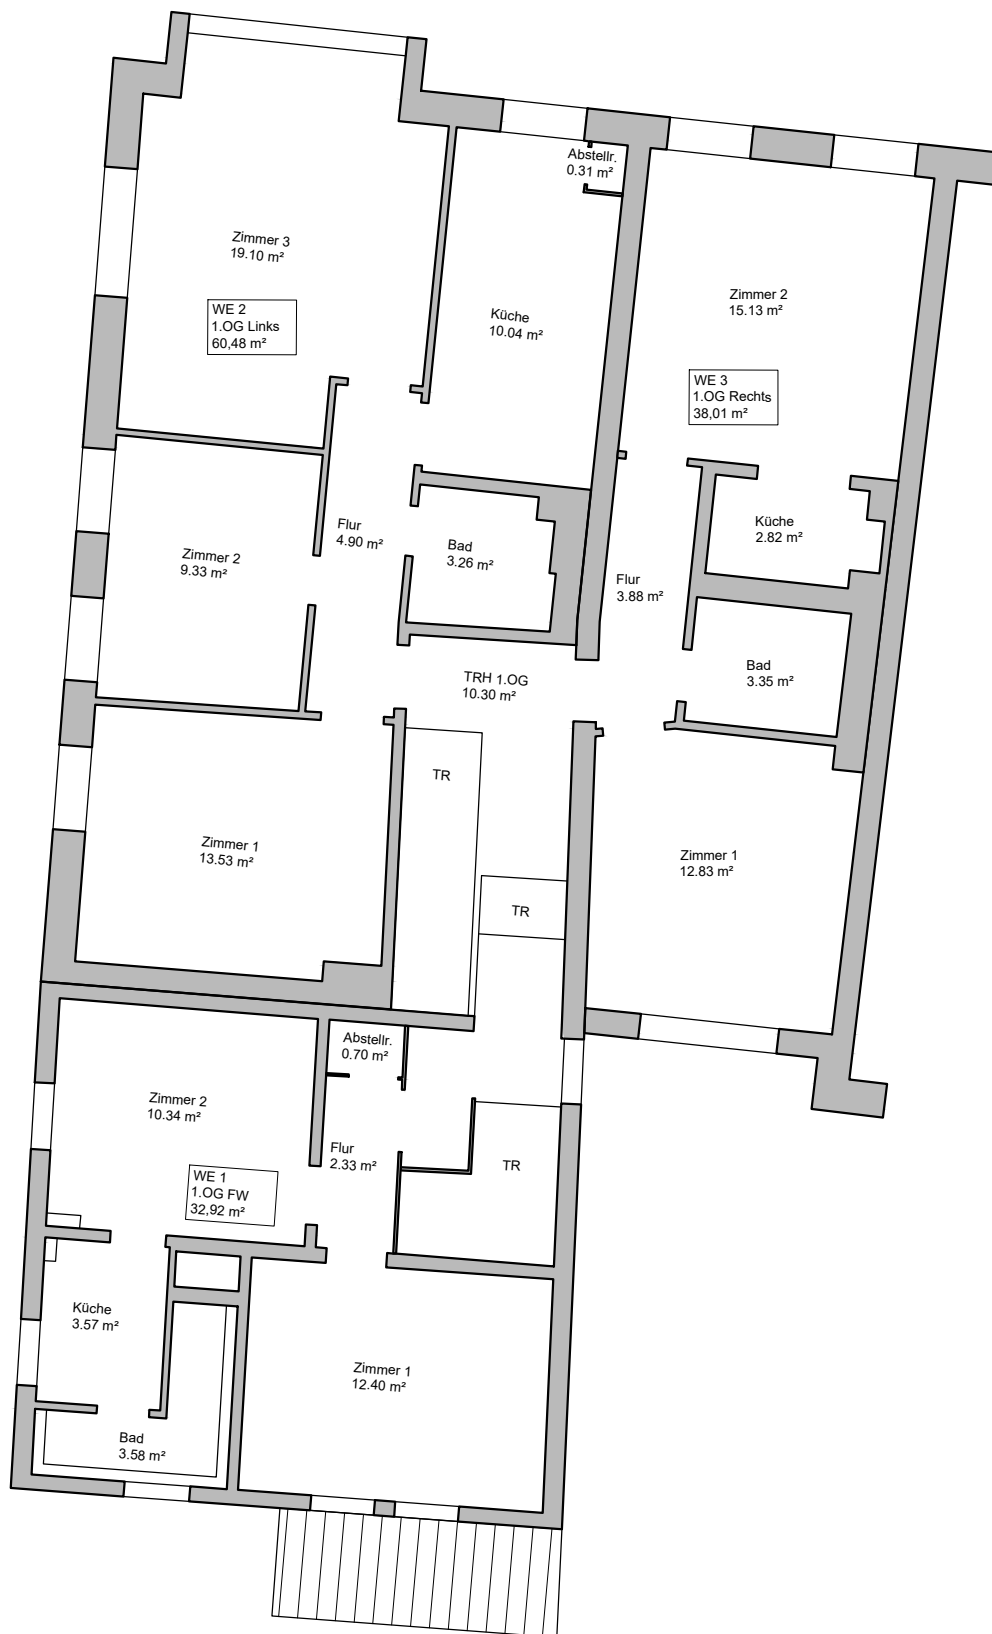 Abstellr.
0.31 m²
Zimmer 3
19.10 m²
WE 2
1.OG Links
60,48 m²
Küche
10.04 m²
Zimmer 2
15.13 m²
WE 3
1.OG Rechts
38,01 m²
Flur
4.90 m²
Zimmer 2
9.33 m²
Bad
3.26 m²
Küche
2.82 m²
Flur
3.88 m²
Bad
3.35 m²
TRH 1.OG
10.30 m²
TR
Zimmer 1
13.53 m²
Zimmer 1
12.83 m²
TR
Abstellr.
0.70 m²
Zimmer 2
10.34 m²
Flur
2.33 m²
TR
WE 1
1.OG FW
32,92 m²
Küche
3.57 m²
Zimmer 1
12.40 m²
Bad
3.58 m²